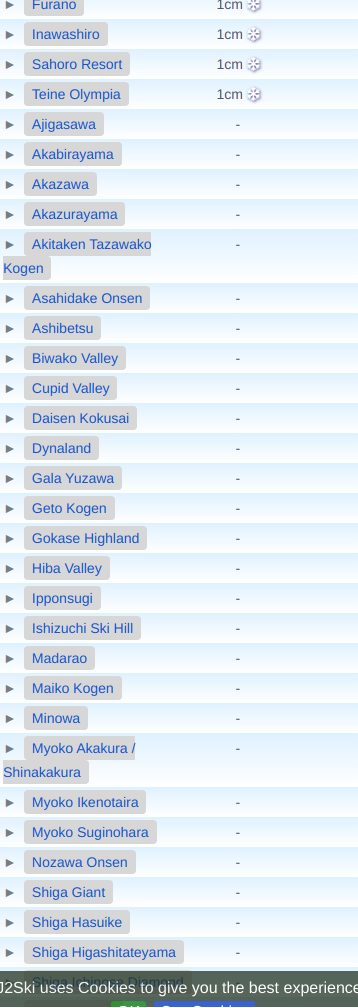 Furano 1cm
Inawashiro 1cm
Sahoro Resort 1cm
Teine Olympia 1cm
Ajigasawa -
Akabirayama -
Akazawa -
Akazurayama -
Akitaken Tazawako -
Kogen
Asahidake Onsen -
Ashibetsu -
Biwako Valley -
Cupid Valley -
Daisen Kokusai -
Dynaland -
Gala Yuzawa -
Geto Kogen -
Gokase Highland -
Hiba Valley -
Ipponsugi -
Ishizuchi Ski Hill -
Madarao -
Maiko Kogen -
Minowa -
Myoko Akakura / -
Shinakakura
Myoko Ikenotaira -
Myoko Suginohara -
Nozawa Onsen -
Shiga Giant -
Shiga Hasuike -
Shiga Higashitateyama -
J2Ski uses Cookies to give you the best experience